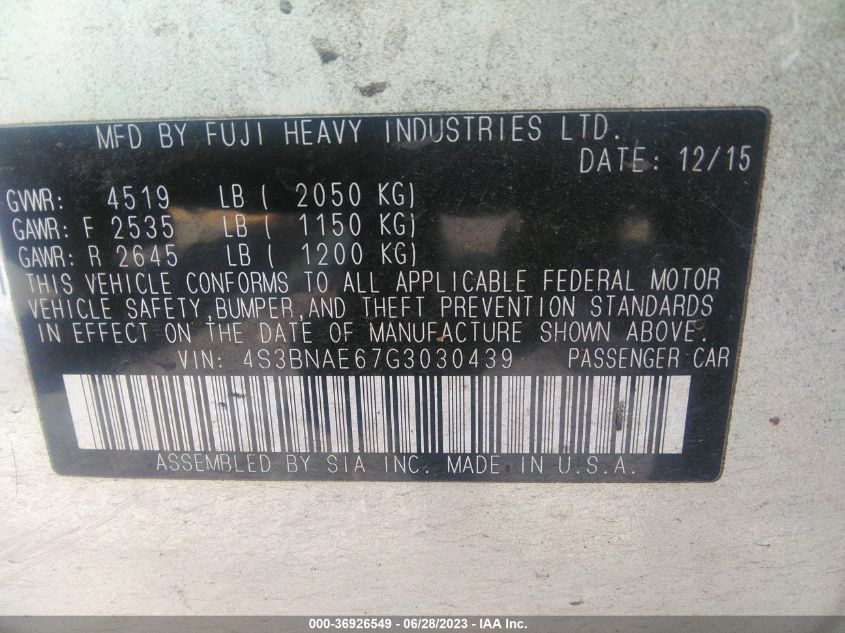 MFD BY FUJI HEAVY INDUSTRIES LTD.
DATE: 12/15
GVWR: 4519 LB ( 2050 KG)
GAWR: F 2535 LB ( 1150 KG)
GAWR: R 2645 LB ( 1200 KG)
THIS VEHICLE CONFORMS TO ALL APPLICABLE FEDERAL MOTOR
VEHICLE SAFETY,BUMPER,AND THEFT PREVENTION STANDARDS
IN EFFECT ON THE DATE OF MANUFACTURE SHOWN ABOVE.
VIN: 4S3BNAE67G3030439 PASSENGER CAR
ASSEMBLED BY SIA INC. MADE IN U.S.A.
000-36926549 - 06/28/2023 - IAA Inc.